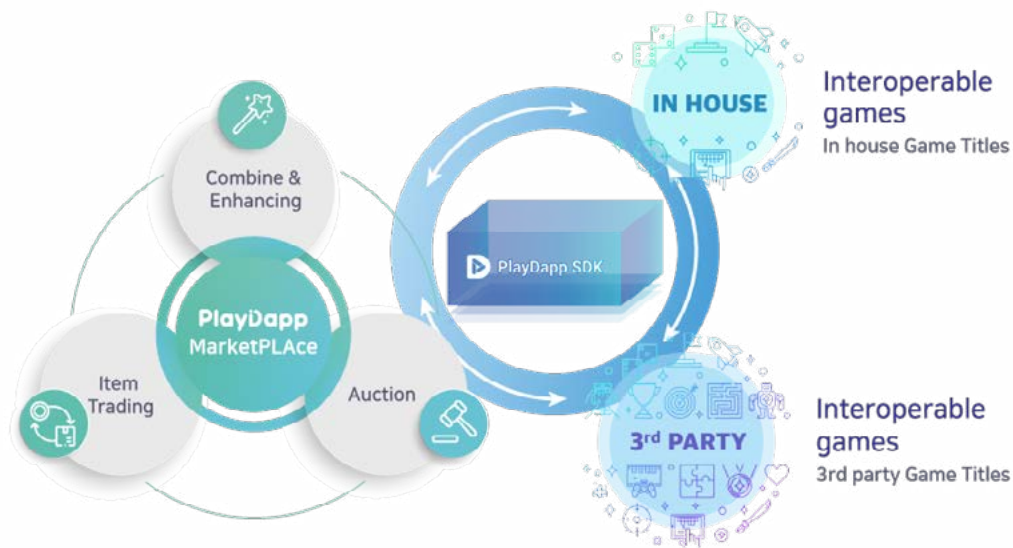 IN HOUSE
Interoperable
games
In house Game Titles
Combine &
Enhancing
PlayDapp SDK
PlayDapp
MarketPLAce
Item
Trading
Auction
3rd PARTY
Interoperable
games
3rd party Game Titles